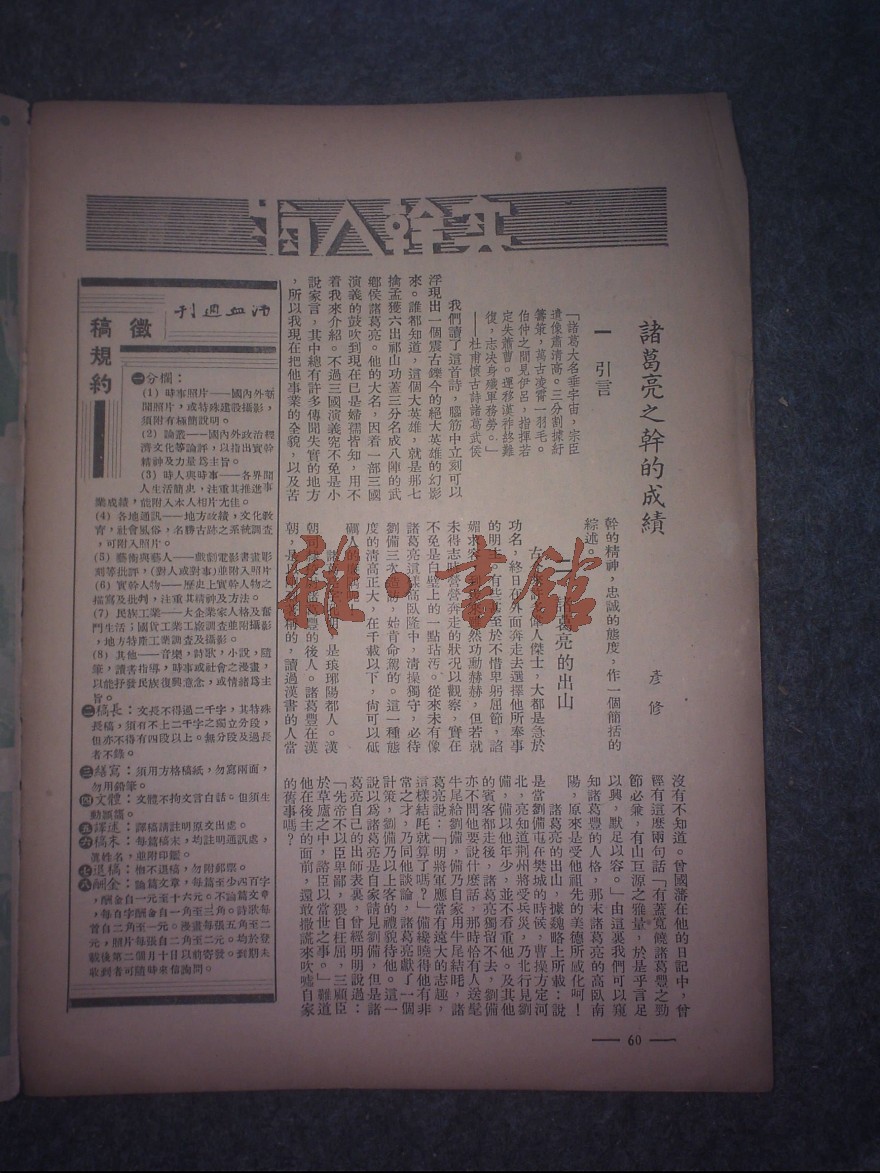 實幹人物
諸葛亮之幹的成績
彥修
「諸葛大名垂宇宙，宗臣
遺像肅清高。三分割據紆
籌策，萬古凌霄一羽毛。
伯仲之間見伊呂，指揮若
定失蕭曹。運移漢祚終難
復，志決身殲軍務勞。」
——杜甫懷古詩諸葛武侯
一 引言
我們讀了這首詩，腦筋中立刻可以
浮現出一個震古鑠今的絕大英雄的幻影
來。誰都知道，這個大英雄，就是那七
擒孟獲六出祁山功蓋三分名成八陣的武
鄉侯諸葛亮。他的大名，因着一部三國
演義的鼓吹到現在已是婦孺皆知，用不
着我來介紹。不過三國演義究不免是小
說家言，其中總有許多傳聞失實的地方
，所以我現在把他事業的全貌，以及苦
幹的精神，忠誠的態度，作一個簡括的
綜述。
二 諸葛亮的出山
古今來的偉人傑士，大都是急於
功名，終日在外面奔走去選擇他所奉事
的明主，有些甚至於不惜卑躬屈節，諂
媚求容，到後來雖然功勳赫赫，但若就
未得志時營營奔走的狀況以觀察，實在
不免是白壁上的一點玷汚。從來未有像
諸葛亮這樣高臥隆中，清操獨守，必待
劉備三次造訪，始肯命駕的。這一種態
度的清高正大，在千載以下，尙可以砥
礪人的
諸葛亮 是琅琊陽都人。漢
朝司隸校尉諸葛豐的後人。諸葛豐在漢
朝，是以 稱的，讀過漢書的人當
沒有不知道。曾國藩在他的日記中，曾
經有這麽兩句話「有蓋寬饒諸葛豐之勁
節必兼，有山亙源之雅量，於是乎言足
以興，默足以容。」由這裏我們可以窺
知諸葛豐的人格，那末諸葛亮的高臥南
陽，原來是受他祖先的美德所感化呵！
諸葛亮的出山，據魏略上所載：說
是當劉備屯在樊城的時候，曹操方定河
北，亮知道荆州將受兵災，乃北行見劉
備，備以他年少，並不看重他。及其他
的賓客都走後，諸葛亮獨留不去，劉備
亦不問他要說什麼話，那時恰有人送髦
牛尾給劉備，備乃自家用牛尾結毦，諸
葛亮說：「明將軍應當有遠大的志趣，
這樣結毦就算了嗎？」備纔曉得他有非
常之才，乃同他談論，諸葛亮獻了一個
計策，劉備乃以上客的禮貌待他。這一
說以爲諸葛亮是自家請見劉備，但是諸
葛亮自己的出師表裏，曾經明明說過：
「先帝不以臣卑鄙，猥自枉屈，三顧臣
於草廬之中，諮臣以當世之事。」難道
他在後主的面前，還敢撒謊來吹噓自家
的舊事嗎？
汗血週刊
徵稿規約
㊀分欄：
(1) 時事照片——國內外新
聞照片，或特殊建設攝影，
須附有極簡說明。
(2) 論叢——國內外政治經
濟文化等論評，以指出實幹
精神及力量爲主旨。
(3) 時人與時事——各界聞
人生活簡史，注重其推進事
業成績，能附入本人相片尤佳。
(4) 各地通訊——地方政績，文化教
育，社會風俗，名勝古跡之系統調查
，可附入照片。
(5) 藝術與藝人——戲劇電影書畫彫
刻等批評，(對人或對事)並附入照片
(6) 實幹人物——歷史上實幹人物之
描寫及批判，注重其精神及方法。
(7) 民族工業——大企業家人格及奮
鬥生活；國貨工業工廠調查並附攝影
，地方特產工業調查及攝影。
(8) 其他——音樂，詩歌，小說，隨
筆，讀書指導，時事或社會之漫畫，
以能抒發民族復興意念，或情緒爲主
旨。
㊁稿長：文長不得過二千字，其特殊
長稿，須有不上二千字之獨立分段，
但亦不得有四段以上。無分段及過長
者不錄。
㊂繕寫：須用方格稿紙，勿寫兩面，
勿用鉛筆。
㊃文體：文體不拘文言白話。但須生
動顯簡。
㊄譯述：譯稿請註明原文出處。
㊅稿末：每篇稿末，均註明通訊處，
眞姓名，並附印鑑。
㊆退稿：概不退稿，勿附郵票。
㊇酬金：論篇文章，每篇至少四百字
，酬金自一元至十六元。不論篇文章
，每百字酬金自一角至三角。詩歌每
首自二角至一元。漫畫每張五角至二
元，照片每張自二角至二元。均於登
載後第二個月十日以前寄發。到期未
收到者可隨時來信詢問。
— 60 —
雜·書館